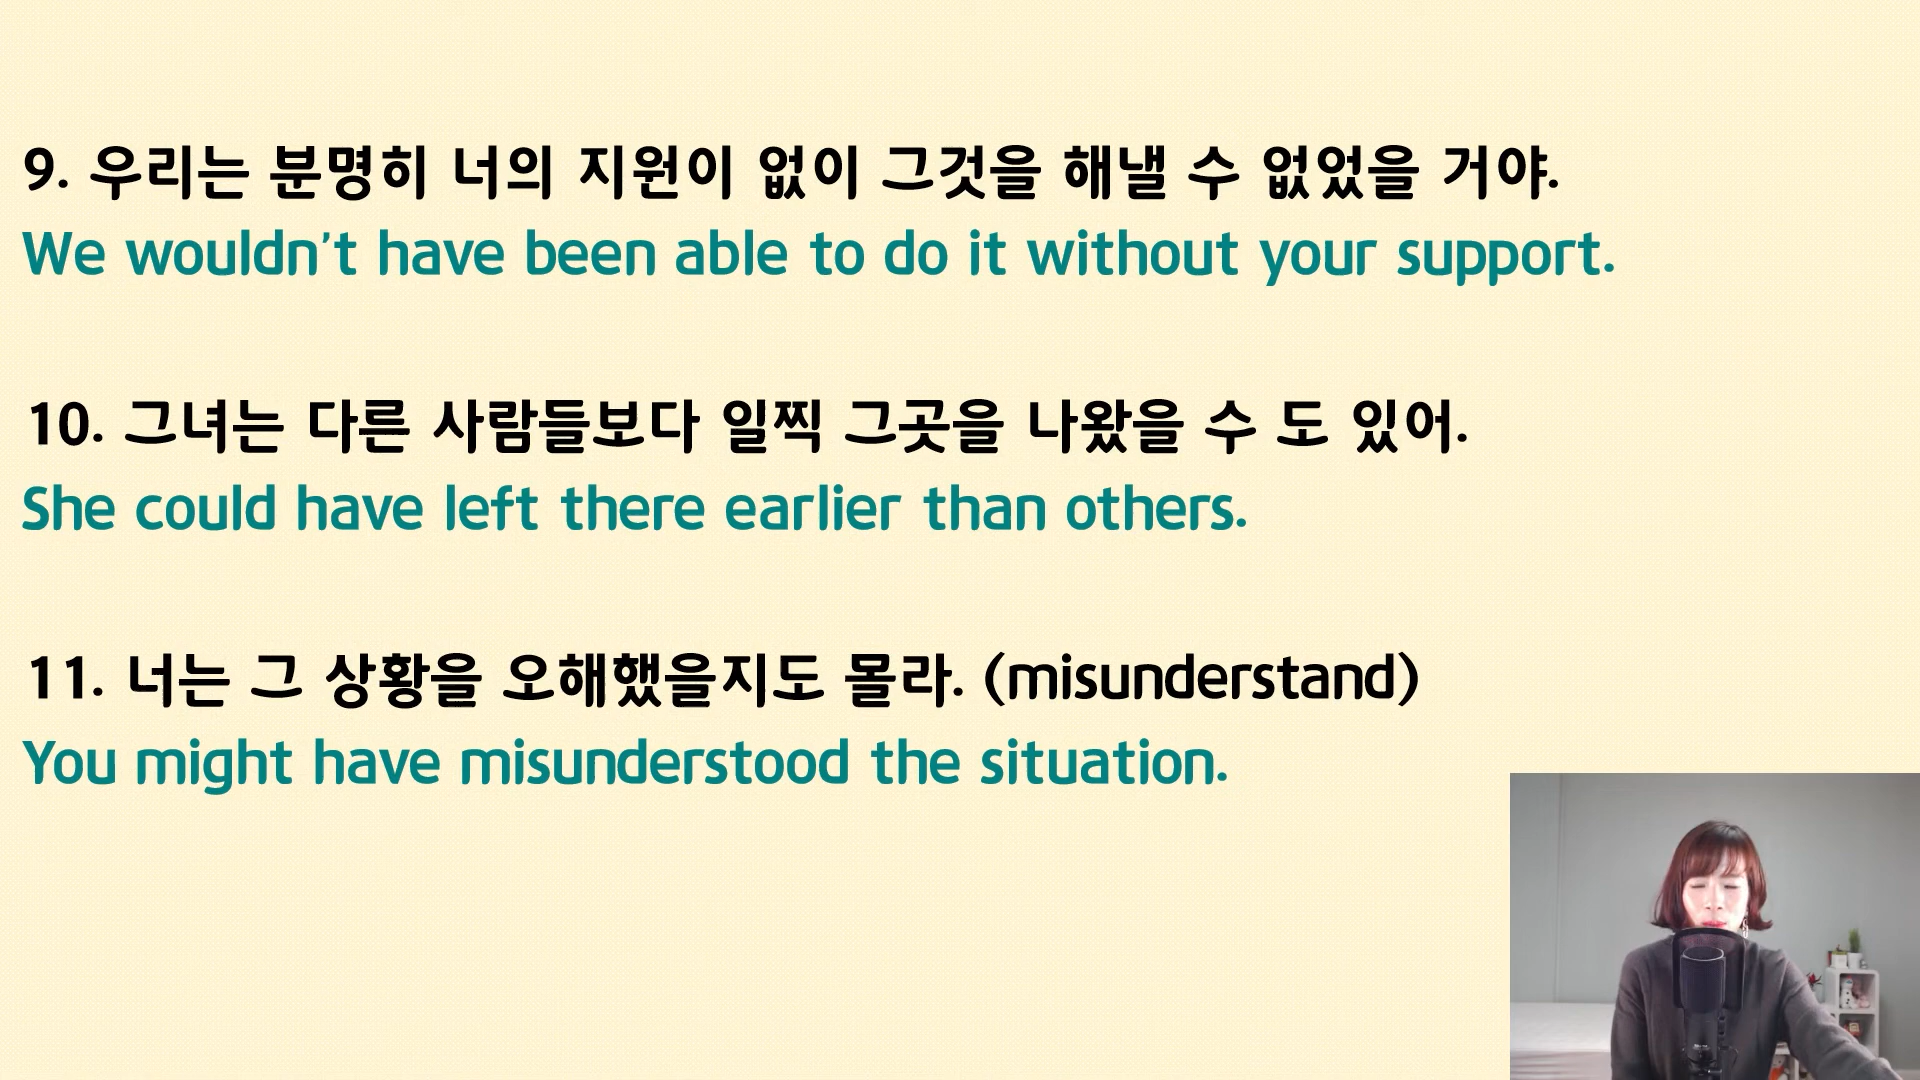 9. 우리는 분명히 너의 지원이 없이 그것을 해낼 수 없었을 거야.
We wouldn't have been able to do it without your support.
10. 그녀는 다른 사람들보다 일찍 그곳을 나왔을 수 도 있어.
She could have left there earlier than others.
11. 너는 그 상황을 오해했을지도 몰라. (misunderstand)
You might have misunderstood the situation.